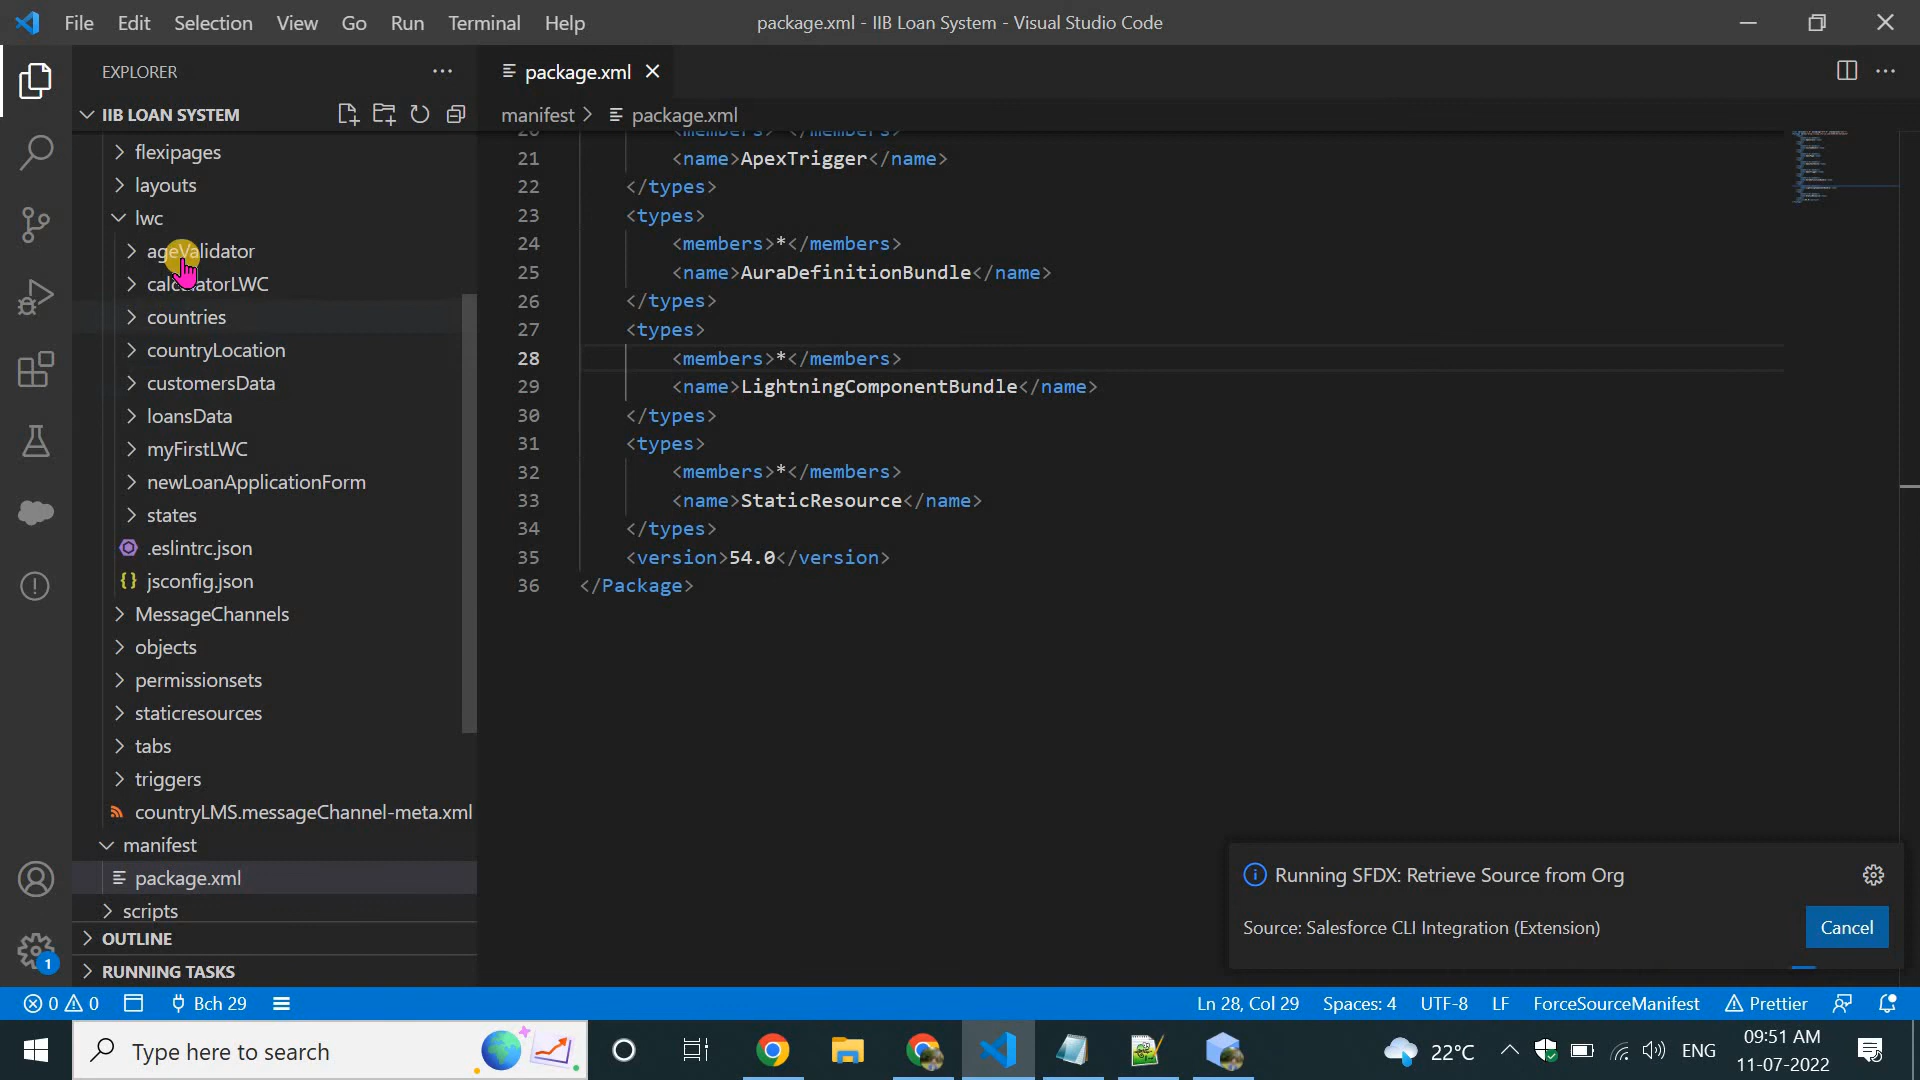 File Edit Selection View Go Run Terminal Help
package.xml - IIB Loan System - Visual Studio Code
EXPLORER
package.xml
IIB LOAN SYSTEM
manifest > package.xml
flexipages
layouts
lwc
ageValidator
calculatorLWC
countries
countryLocation
customersData
loansData
myFirstLWC
newLoanApplicationForm
states
.eslintrc.json
{} jsconfig.json
MessageChannels
objects
permissionsets
staticresources
tabs
triggers
countryLMS.messageChannel-meta.xml
manifest
package.xml
scripts
OUTLINE
RUNNING TASKS
20 <members>*</members>
21 <name>ApexTrigger</name>
22 </types>
23 <types>
24 <members>*</members>
25 <name>AuraDefinitionBundle</name>
26 </types>
27 <types>
28 <members>*</members>
29 <name>LightningComponentBundle</name>
30 </types>
31 <types>
32 <members>*</members>
33 <name>StaticResource</name>
34 </types>
35 <version>54.0</version>
36 </Package>
Running SFDX: Retrieve Source from Org
Source: Salesforce CLI Integration (Extension)
Cancel
1
0 0 Bch 29
Ln 28, Col 29 Spaces: 4 UTF-8 LF ForceSourceManifest Prettier
Type here to search
22°C
ENG
09:51 AM
11-07-2022